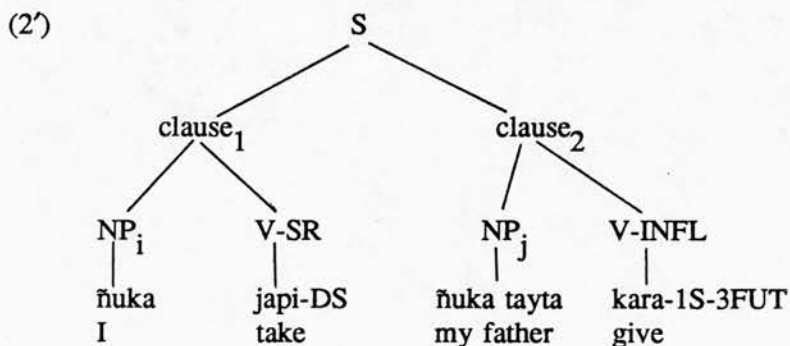 (2′) S
clause1 clause2
NPi V-SR NPj V-INFL
ñuka japi-DS ñuka tayta kara-1S-3FUT
I take my father give